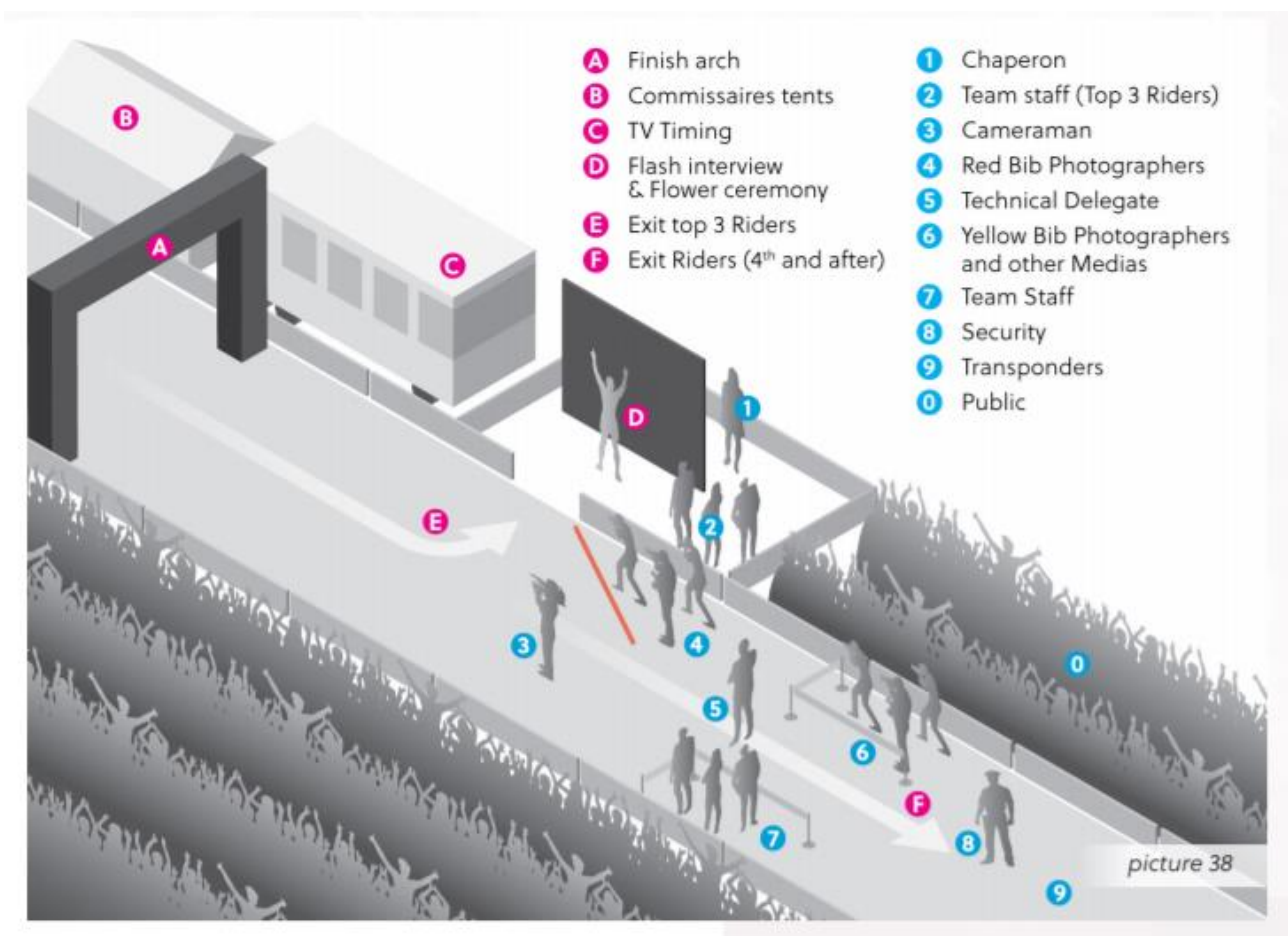 A Finish arch
B Commissaires tents
C TV Timing
D Flash interview
& Flower ceremony
E Exit top 3 Riders
F Exit Riders (4th and after)
1 Chaperon
2 Team staff (Top 3 Riders)
3 Cameraman
4 Red Bib Photographers
5 Technical Delegate
6 Yellow Bib Photographers
and other Medias
7 Team Staff
8 Security
9 Transponders
0 Public
B
A
C
D
1
E
2
3
4
0
5
6
F
7
8
picture 38
9